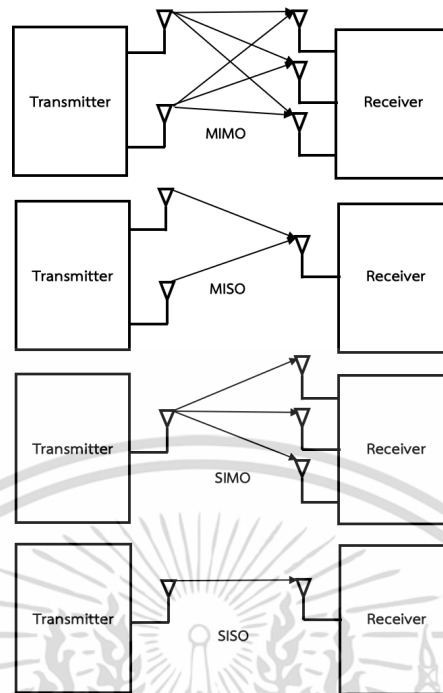 Transmitter
Receiver
MIMO
Transmitter
Receiver
MISO
Transmitter
Receiver
SIMO
Transmitter
Receiver
SISO